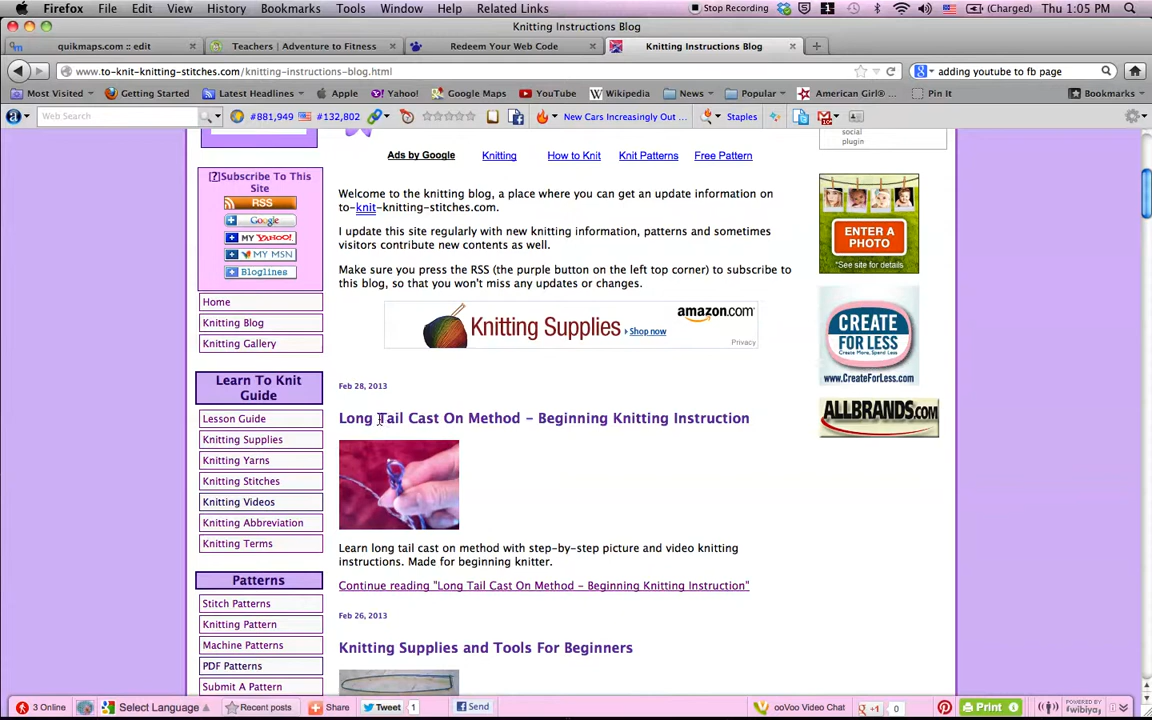 Firefox File Edit View History Bookmarks Tools Window Help Related Links Stop Recording (Charged) Thu 1:05 PM
Knitting Instructions Blog
quikmaps.com :: edit Teachers | Adventure to Fitness Redeem Your Web Code Knitting Instructions Blog
www.to-knit-knitting-stitches.com/knitting-instructions-blog.html adding youtube to fb page
Most Visited Getting Started Latest Headlines Apple Yahoo! Google Maps YouTube Wikipedia News Popular American Girl® ... Pin It Bookmarks
Web Search #881,949 #132,802 New Cars Increasingly Out ... Staples
social
plugin
Ads by Google Knitting How to Knit Knit Patterns Free Pattern
[?]Subscribe To This
Site
RSS
Google
MY YAHOO!
MY MSN
Bloglines
Home
Knitting Blog
Knitting Gallery
Learn To Knit
Guide
Lesson Guide
Knitting Supplies
Knitting Yarns
Knitting Stitches
Knitting Videos
Knitting Abbreviation
Knitting Terms
Patterns
Stitch Patterns
Knitting Pattern
Machine Patterns
PDF Patterns
Submit A Pattern
Welcome to the knitting blog, a place where you can get an update information on
to-knit-knitting-stitches.com.
I update this site regularly with new knitting information, patterns and sometimes
visitors contribute new contents as well.
Make sure you press the RSS (the purple button on the left top corner) to subscribe to
this blog, so that you won't miss any updates or changes.
Knitting Supplies Shop now amazon.com
Privacy
Feb 28, 2013
Long Tail Cast On Method - Beginning Knitting Instruction
Learn long tail cast on method with step-by-step picture and video knitting
instructions. Made for beginning knitter.
Continue reading "Long Tail Cast On Method - Beginning Knitting Instruction"
Feb 26, 2013
Knitting Supplies and Tools For Beginners
ENTER A
PHOTO
*See site for details
CREATE
FOR LESS
Create More, Spend Less
www.CreateForLess.com
ALLBRANDS.COM
3 Online Select Language Recent posts Share Tweet 1 Send ooVoo Video Chat +1 0 Print POWERED BY wibiya